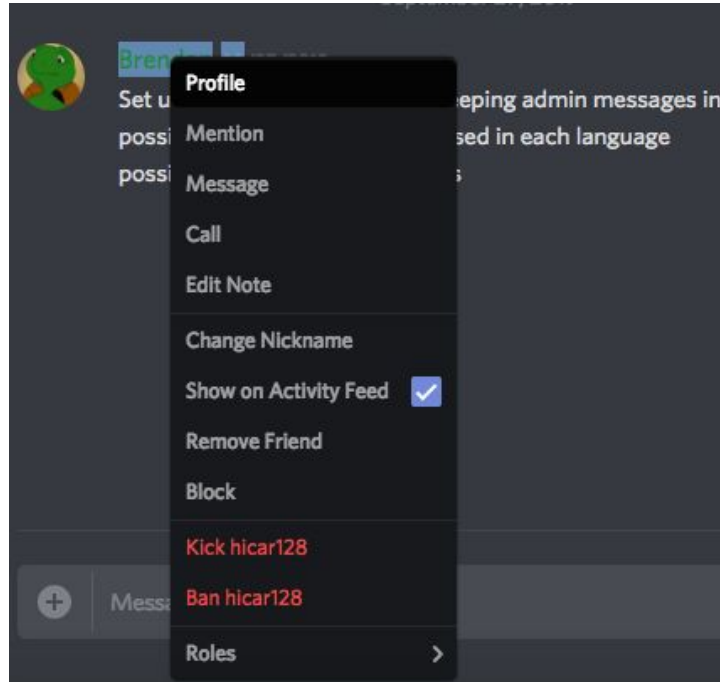 Profile
Set u eping admin messages in
possi Mention sed in each language
possi Message
Call
Edit Note
Change Nickname
Show on Activity Feed
Remove Friend
Block
Kick hicar128
Ban hicar128
Messa
Roles